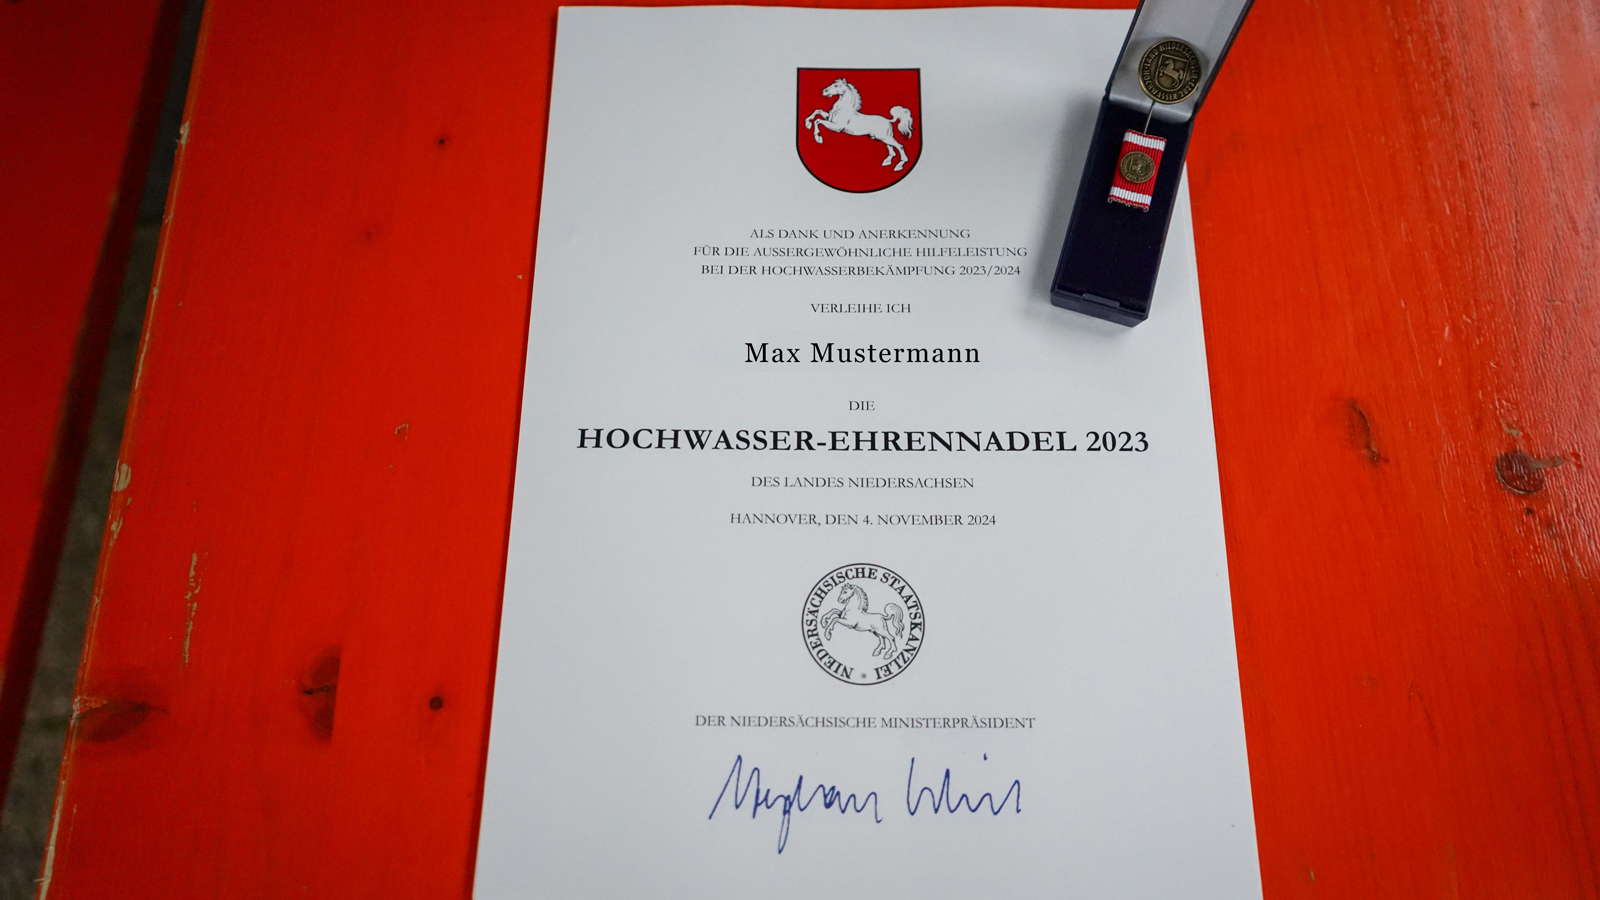 ALS DANK UND ANERKENNUNG
FÜR DIE AUSSERGEWÖHNLICHE HILFELEISTUNG
BEI DER HOCHWASSERBEKÄMPFUNG 2023/2024
VERLEIHE ICH
Max Mustermann
DIE
HOCHWASSER-EHRENNADEL 2023
DES LANDES NIEDERSACHSEN
HANNOVER, DEN 4. NOVEMBER 2024
NIEDERSÄCHSISCHE STAATSKANZLEI
DER NIEDERSÄCHSISCHE MINISTERPRÄSIDENT